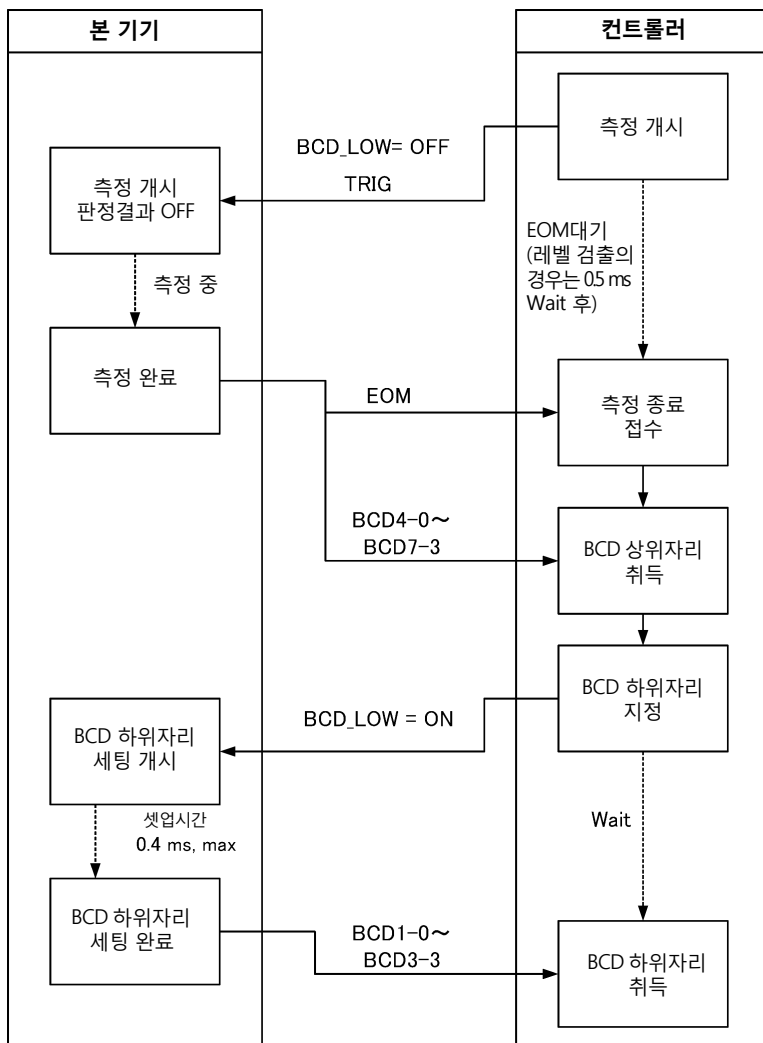 본 기기
컨트롤러
측정 개시
BCD_LOW= OFF
TRIG
측정 개시
판정결과 OFF
EOM대기
(레벨 검출의
경우는 0.5 ms
Wait 후)
측정 중
측정 완료
EOM
측정 종료
접수
BCD4-0～
BCD7-3
BCD 상위자리
취득
BCD 하위자리
지정
BCD_LOW = ON
BCD 하위자리
세팅 개시
셋업시간
0.4 ms, max
Wait
BCD 하위자리
세팅 완료
BCD1-0～
BCD3-3
BCD 하위자리
취득